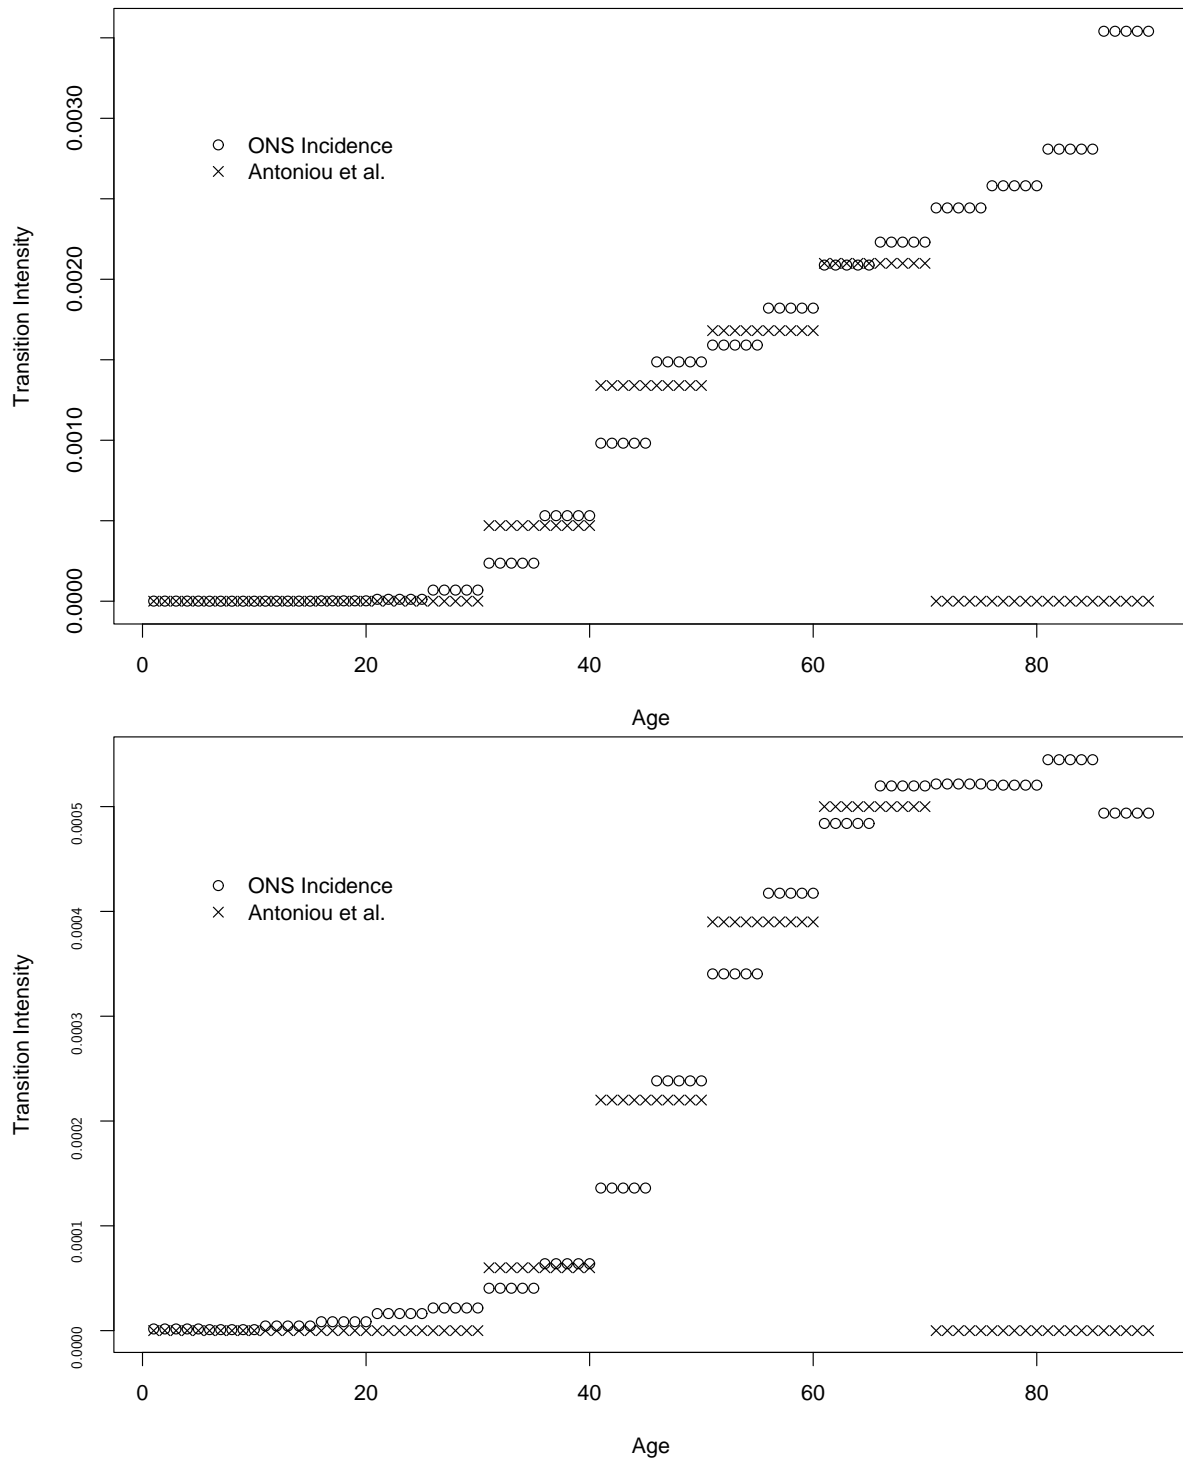 0.0030
ONS Incidence
Antoniou et al.
0.0020
Transition Intensity
0.0010
0.0000
0 20 40 60 80
Age
0.0005
ONS Incidence
Antoniou et al.
0.0004
Transition Intensity
0.0003
0.0002
0.0001
0.0000
0 20 40 60 80
Age